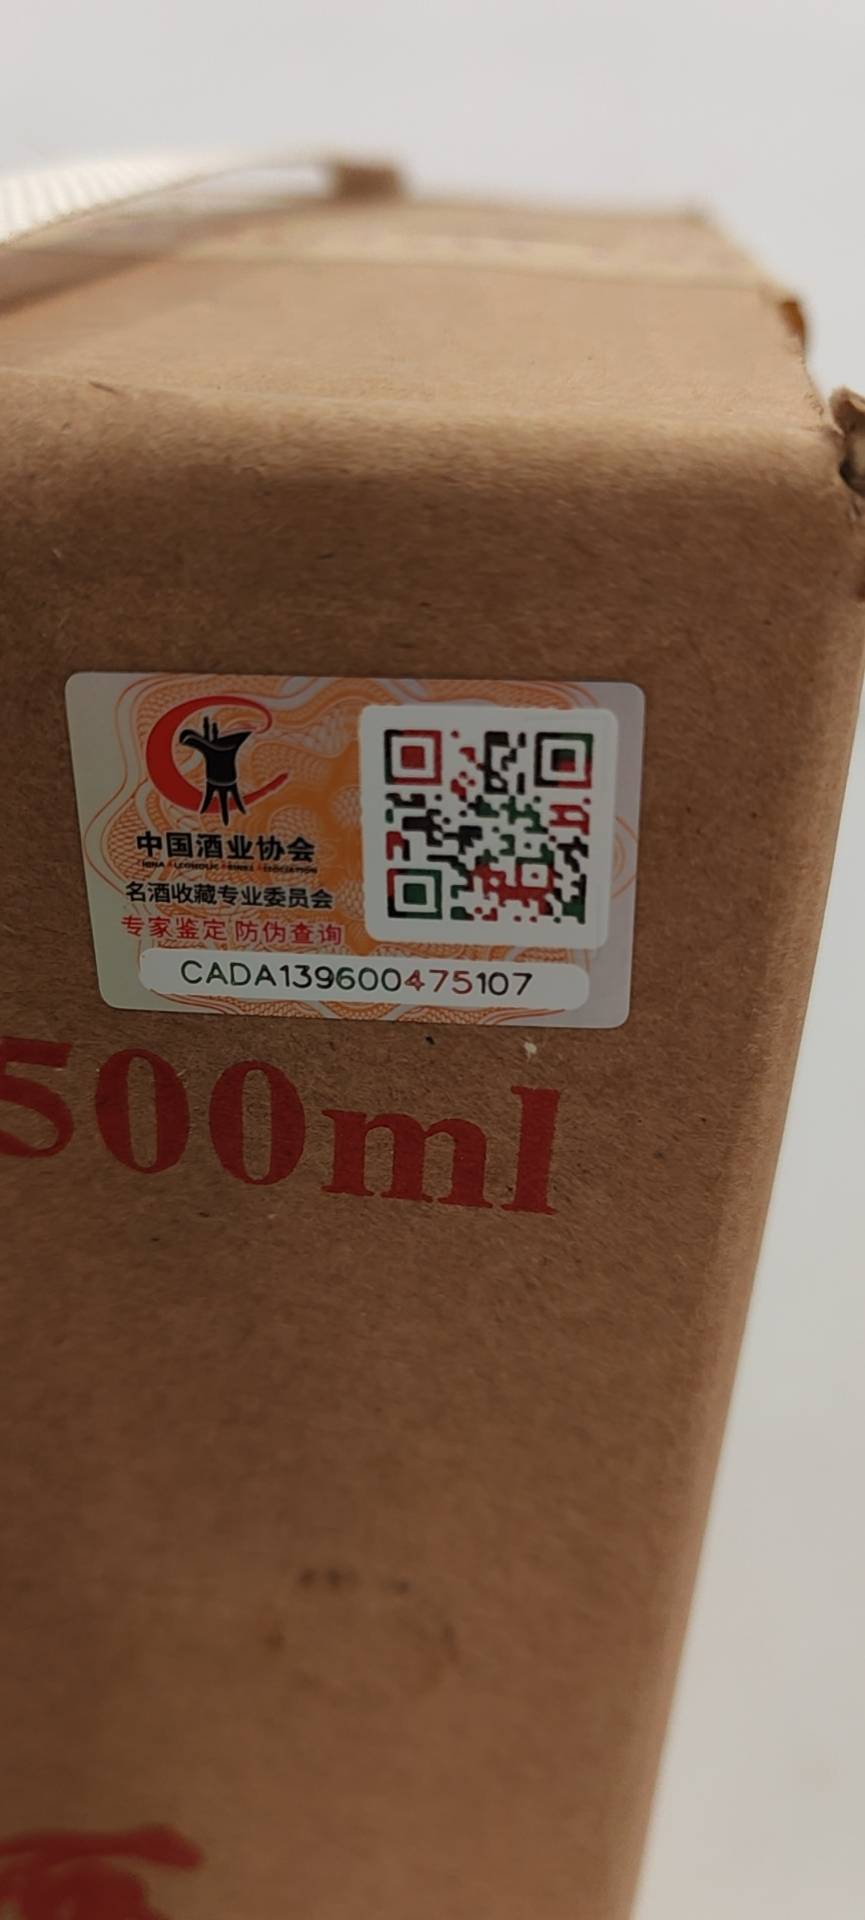 中国酒业协会
名酒收藏专业委员会
专家鉴定 防伪查询
CADA139600475107
500ml